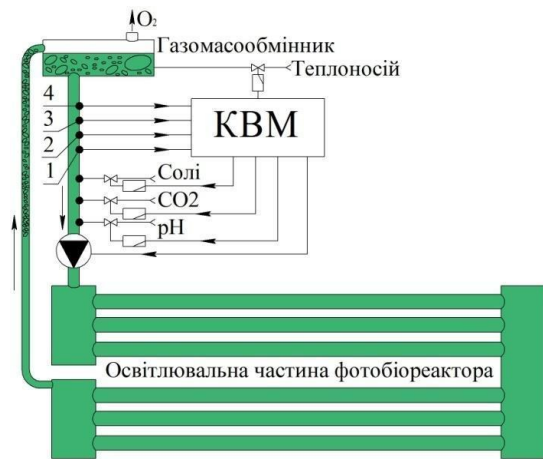 O₂
Газомасообмінник
Теплоносій
4
3
2
1
КВМ
Солі
CO2
pH
Освітлювальна частина фотобіореактора